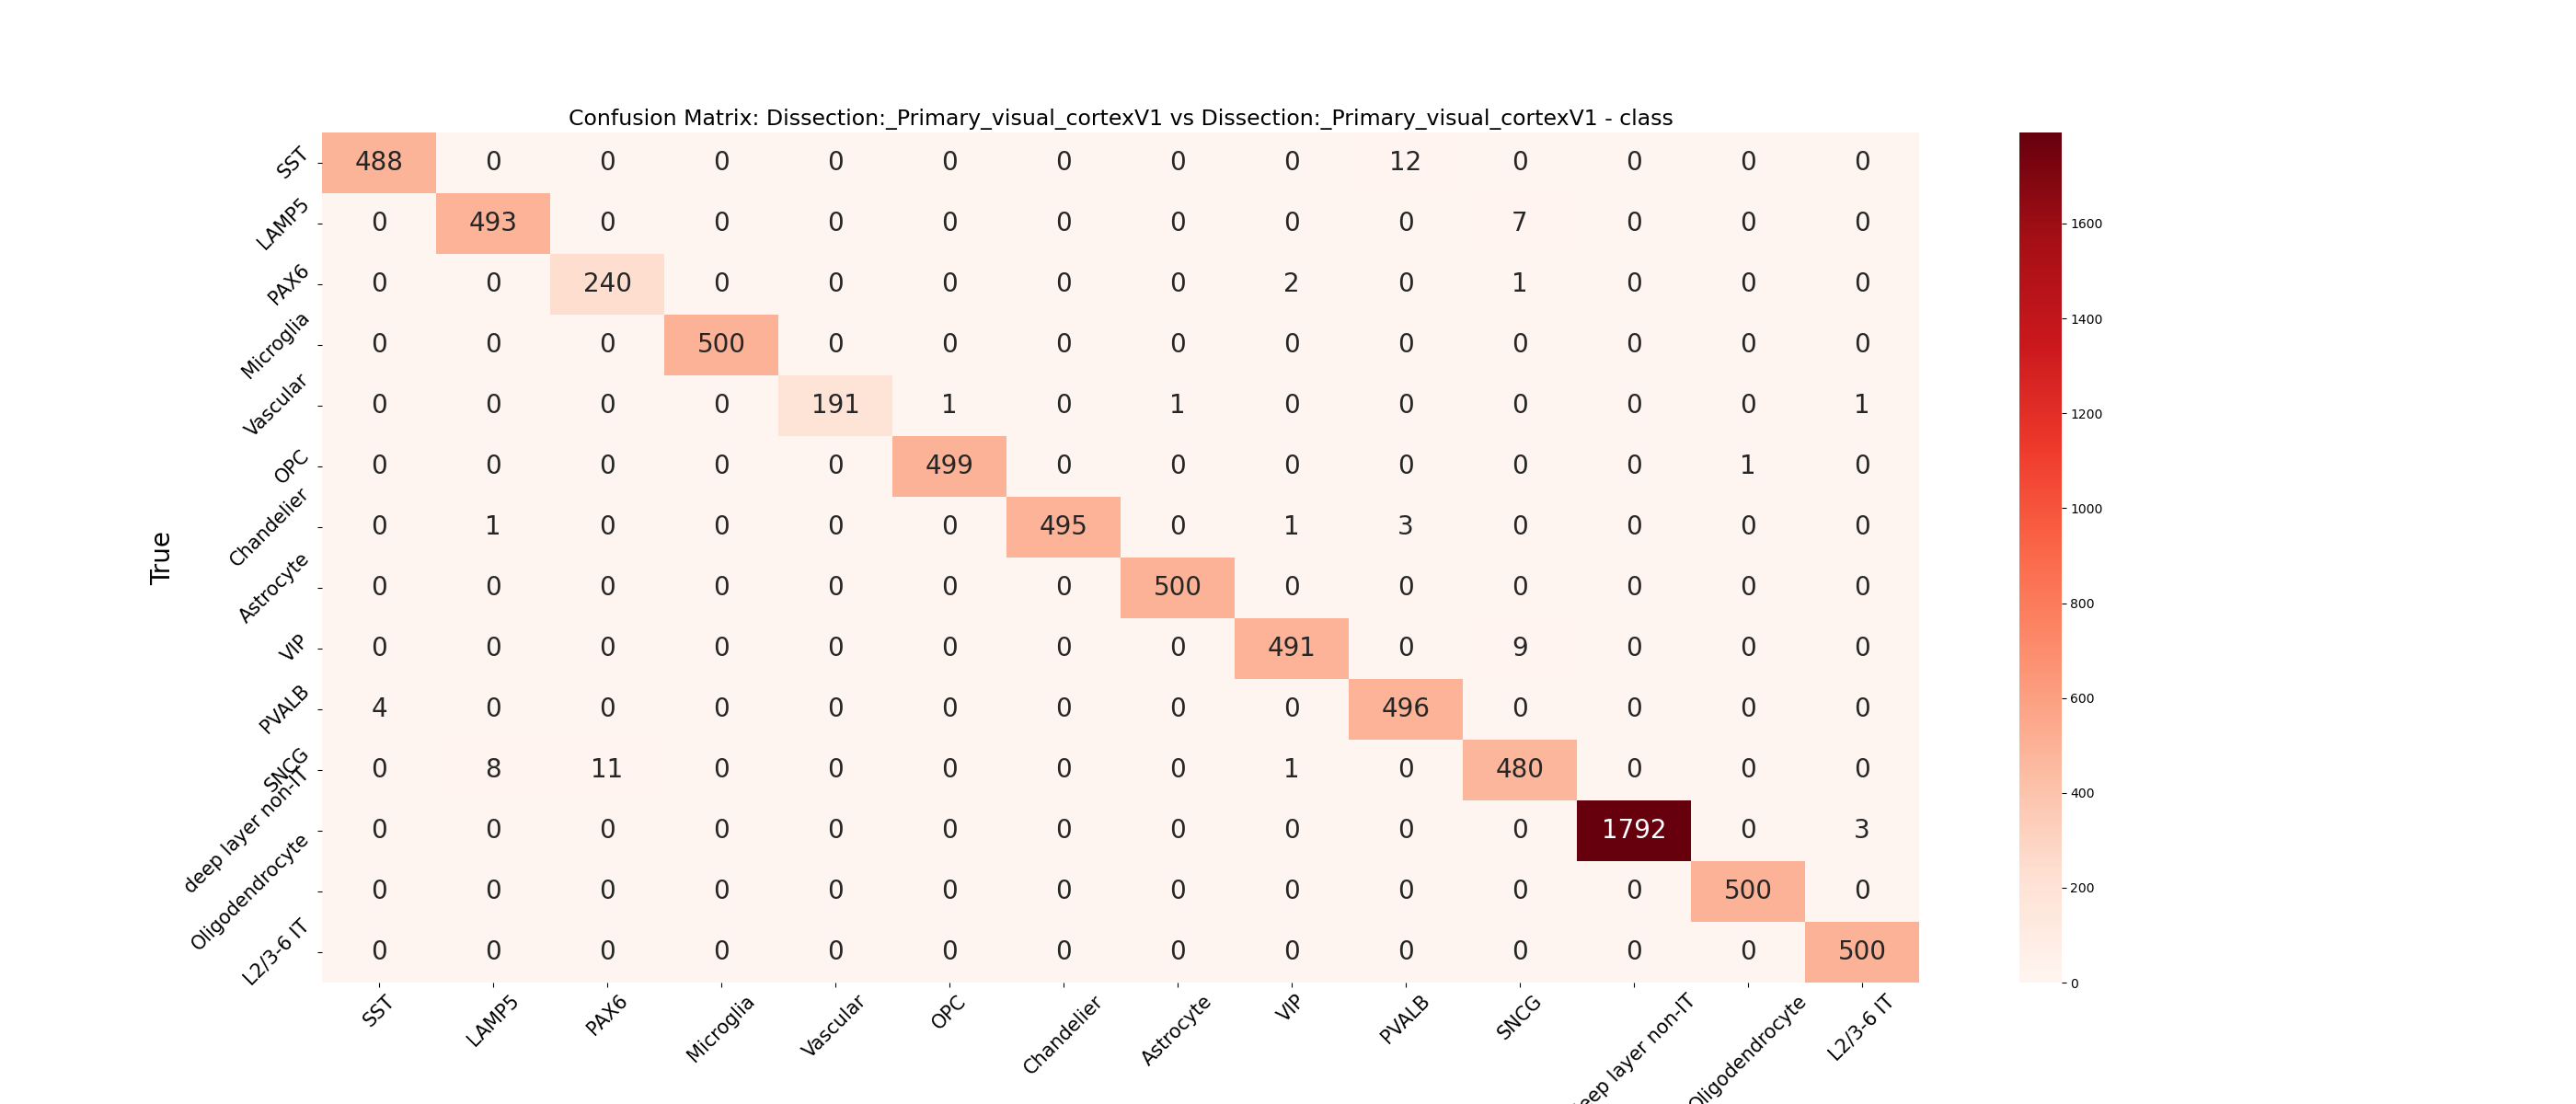 Confusion Matrix: Dissection:_Primary_visual_cortexV1 vs Dissection:_Primary_visual_cortexV1 - class
True
SST 488 0 0 0 0 0 0 0 0 12 0 0 0 0
LAMP5 0 493 0 0 0 0 0 0 0 0 7 0 0 0
PAX6 0 0 240 0 0 0 0 0 2 0 1 0 0 0
Microglia 0 0 0 500 0 0 0 0 0 0 0 0 0 0
Vascular 0 0 0 0 191 1 0 1 0 0 0 0 0 1
OPC 0 0 0 0 0 499 0 0 0 0 0 0 1 0
Chandelier 0 1 0 0 0 0 495 0 1 3 0 0 0 0
Astrocyte 0 0 0 0 0 0 0 500 0 0 0 0 0 0
VIP 0 0 0 0 0 0 0 0 491 0 9 0 0 0
PVALB 4 0 0 0 0 0 0 0 0 496 0 0 0 0
SNCG 0 8 11 0 0 0 0 0 1 0 480 0 0 0
deep layer non-IT 0 0 0 0 0 0 0 0 0 0 0 1792 0 3
Oligodendrocyte 0 0 0 0 0 0 0 0 0 0 0 0 500 0
L2/3-6 IT 0 0 0 0 0 0 0 0 0 0 0 0 0 500
SST LAMP5 PAX6 Microglia Vascular OPC Chandelier Astrocyte VIP PVALB SNCG layer non-IT Oligodendrocyte L2/3-6 IT
1600
1400
1200
1000
800
600
400
200
0